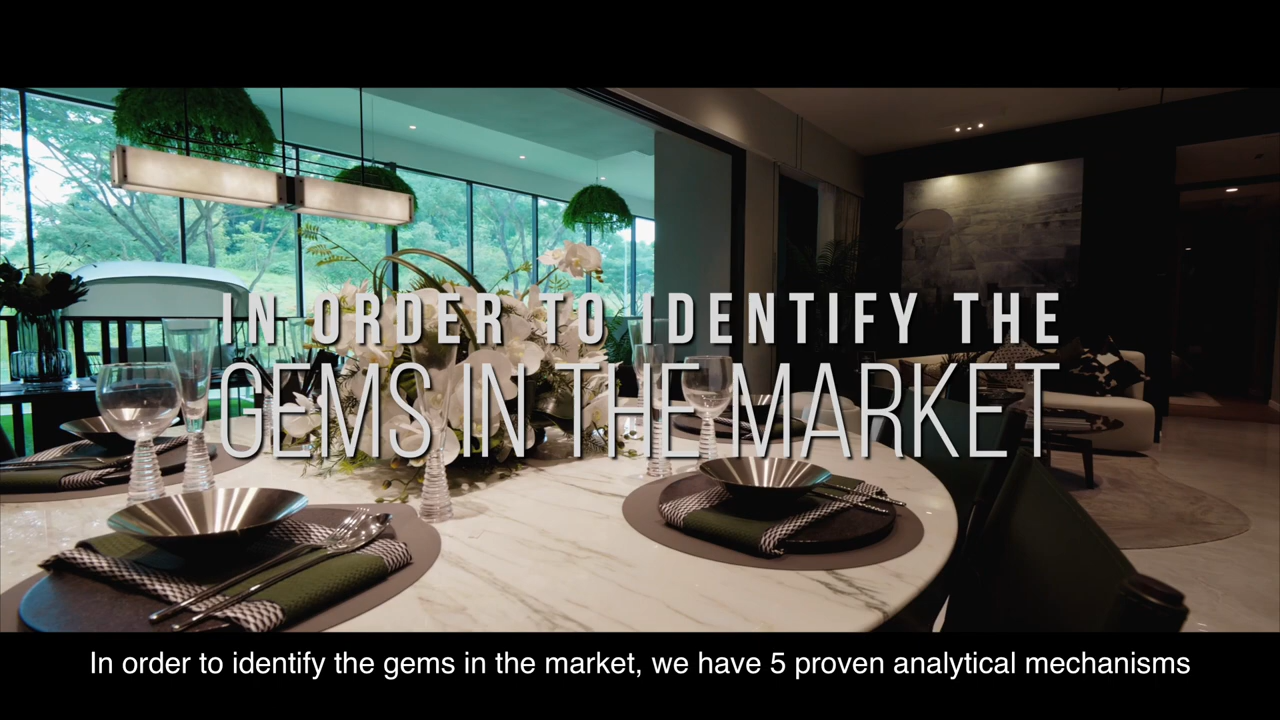 IN ORDER TO IDENTIFY THE
GEMS IN THE MARKET
In order to identify the gems in the market, we have 5 proven analytical mechanisms